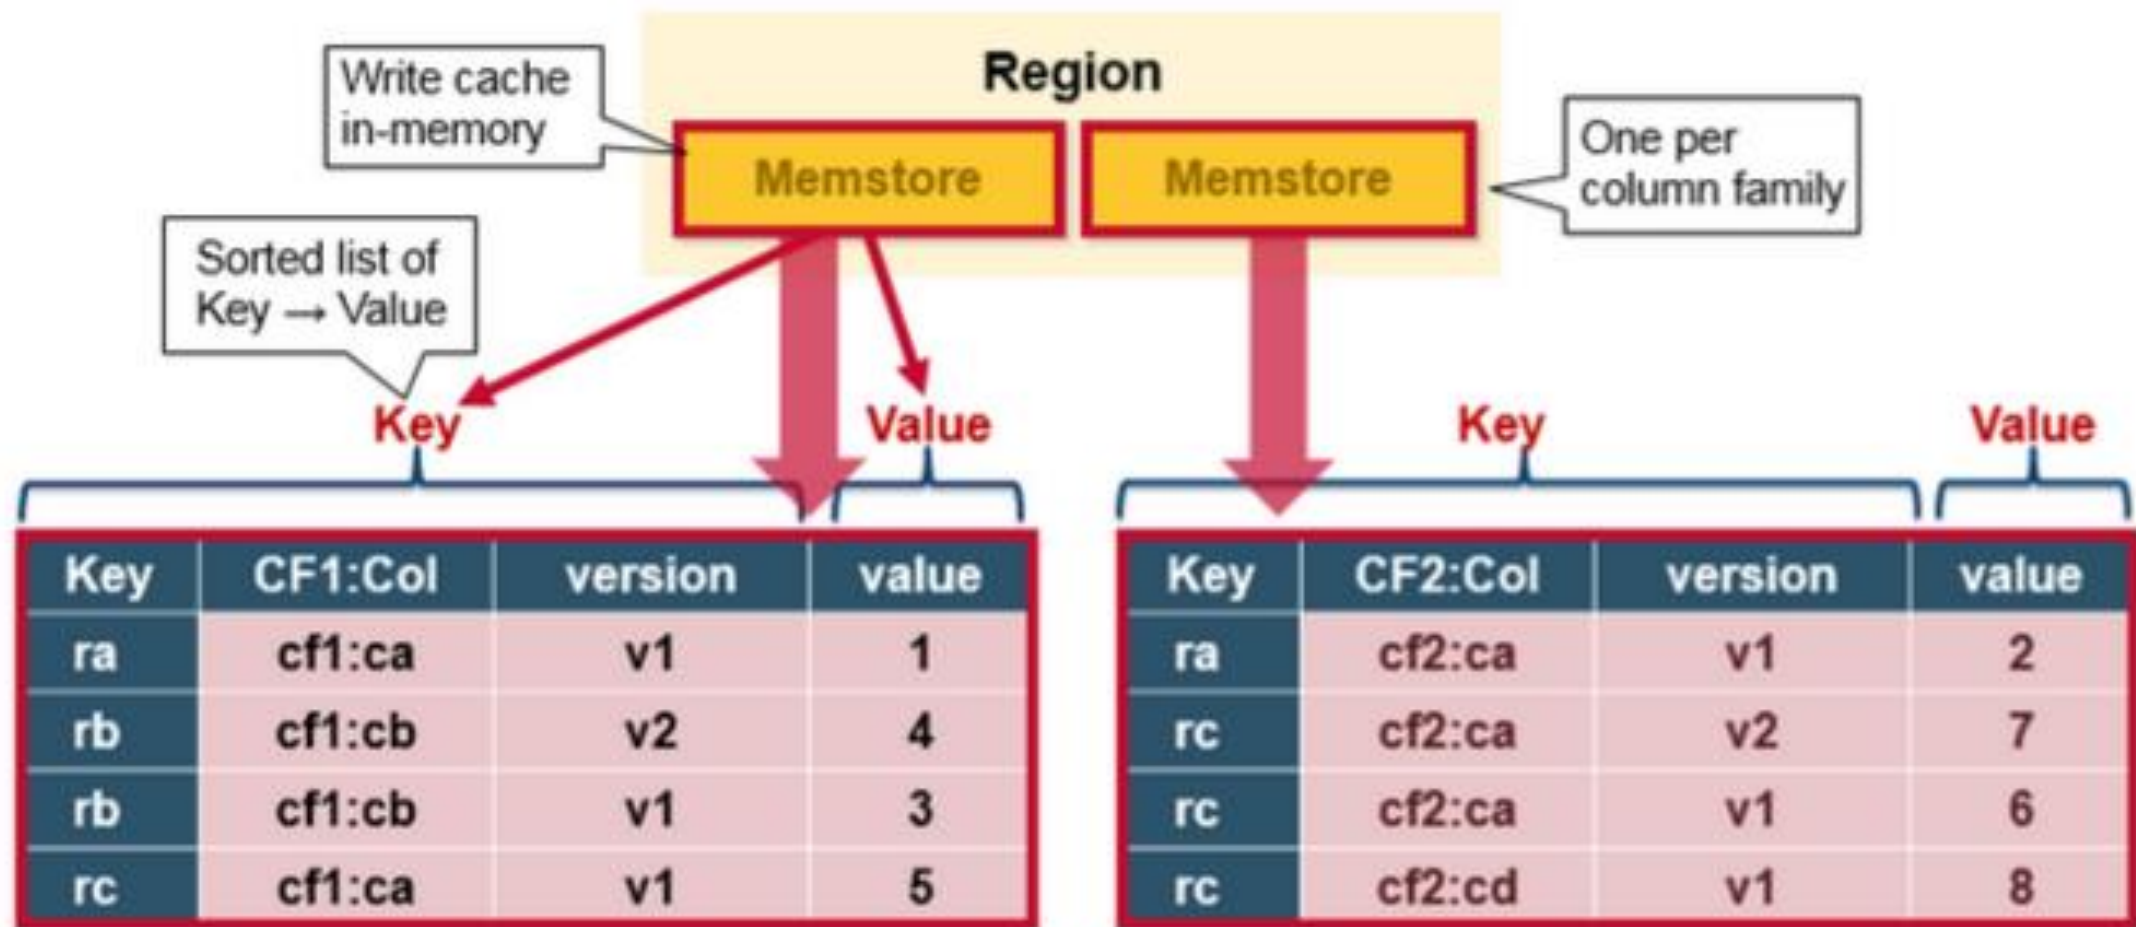 Region
Write cache
in-memory
Memstore
Memstore
One per
column family
Sorted list of
Key → Value
Key
Value
Key
Value
Key CF1:Col version value
ra cf1:ca v1 1
rb cf1:cb v2 4
rb cf1:cb v1 3
rc cf1:ca v1 5
Key CF2:Col version value
ra cf2:ca v1 2
rc cf2:ca v2 7
rc cf2:ca v1 6
rc cf2:cd v1 8